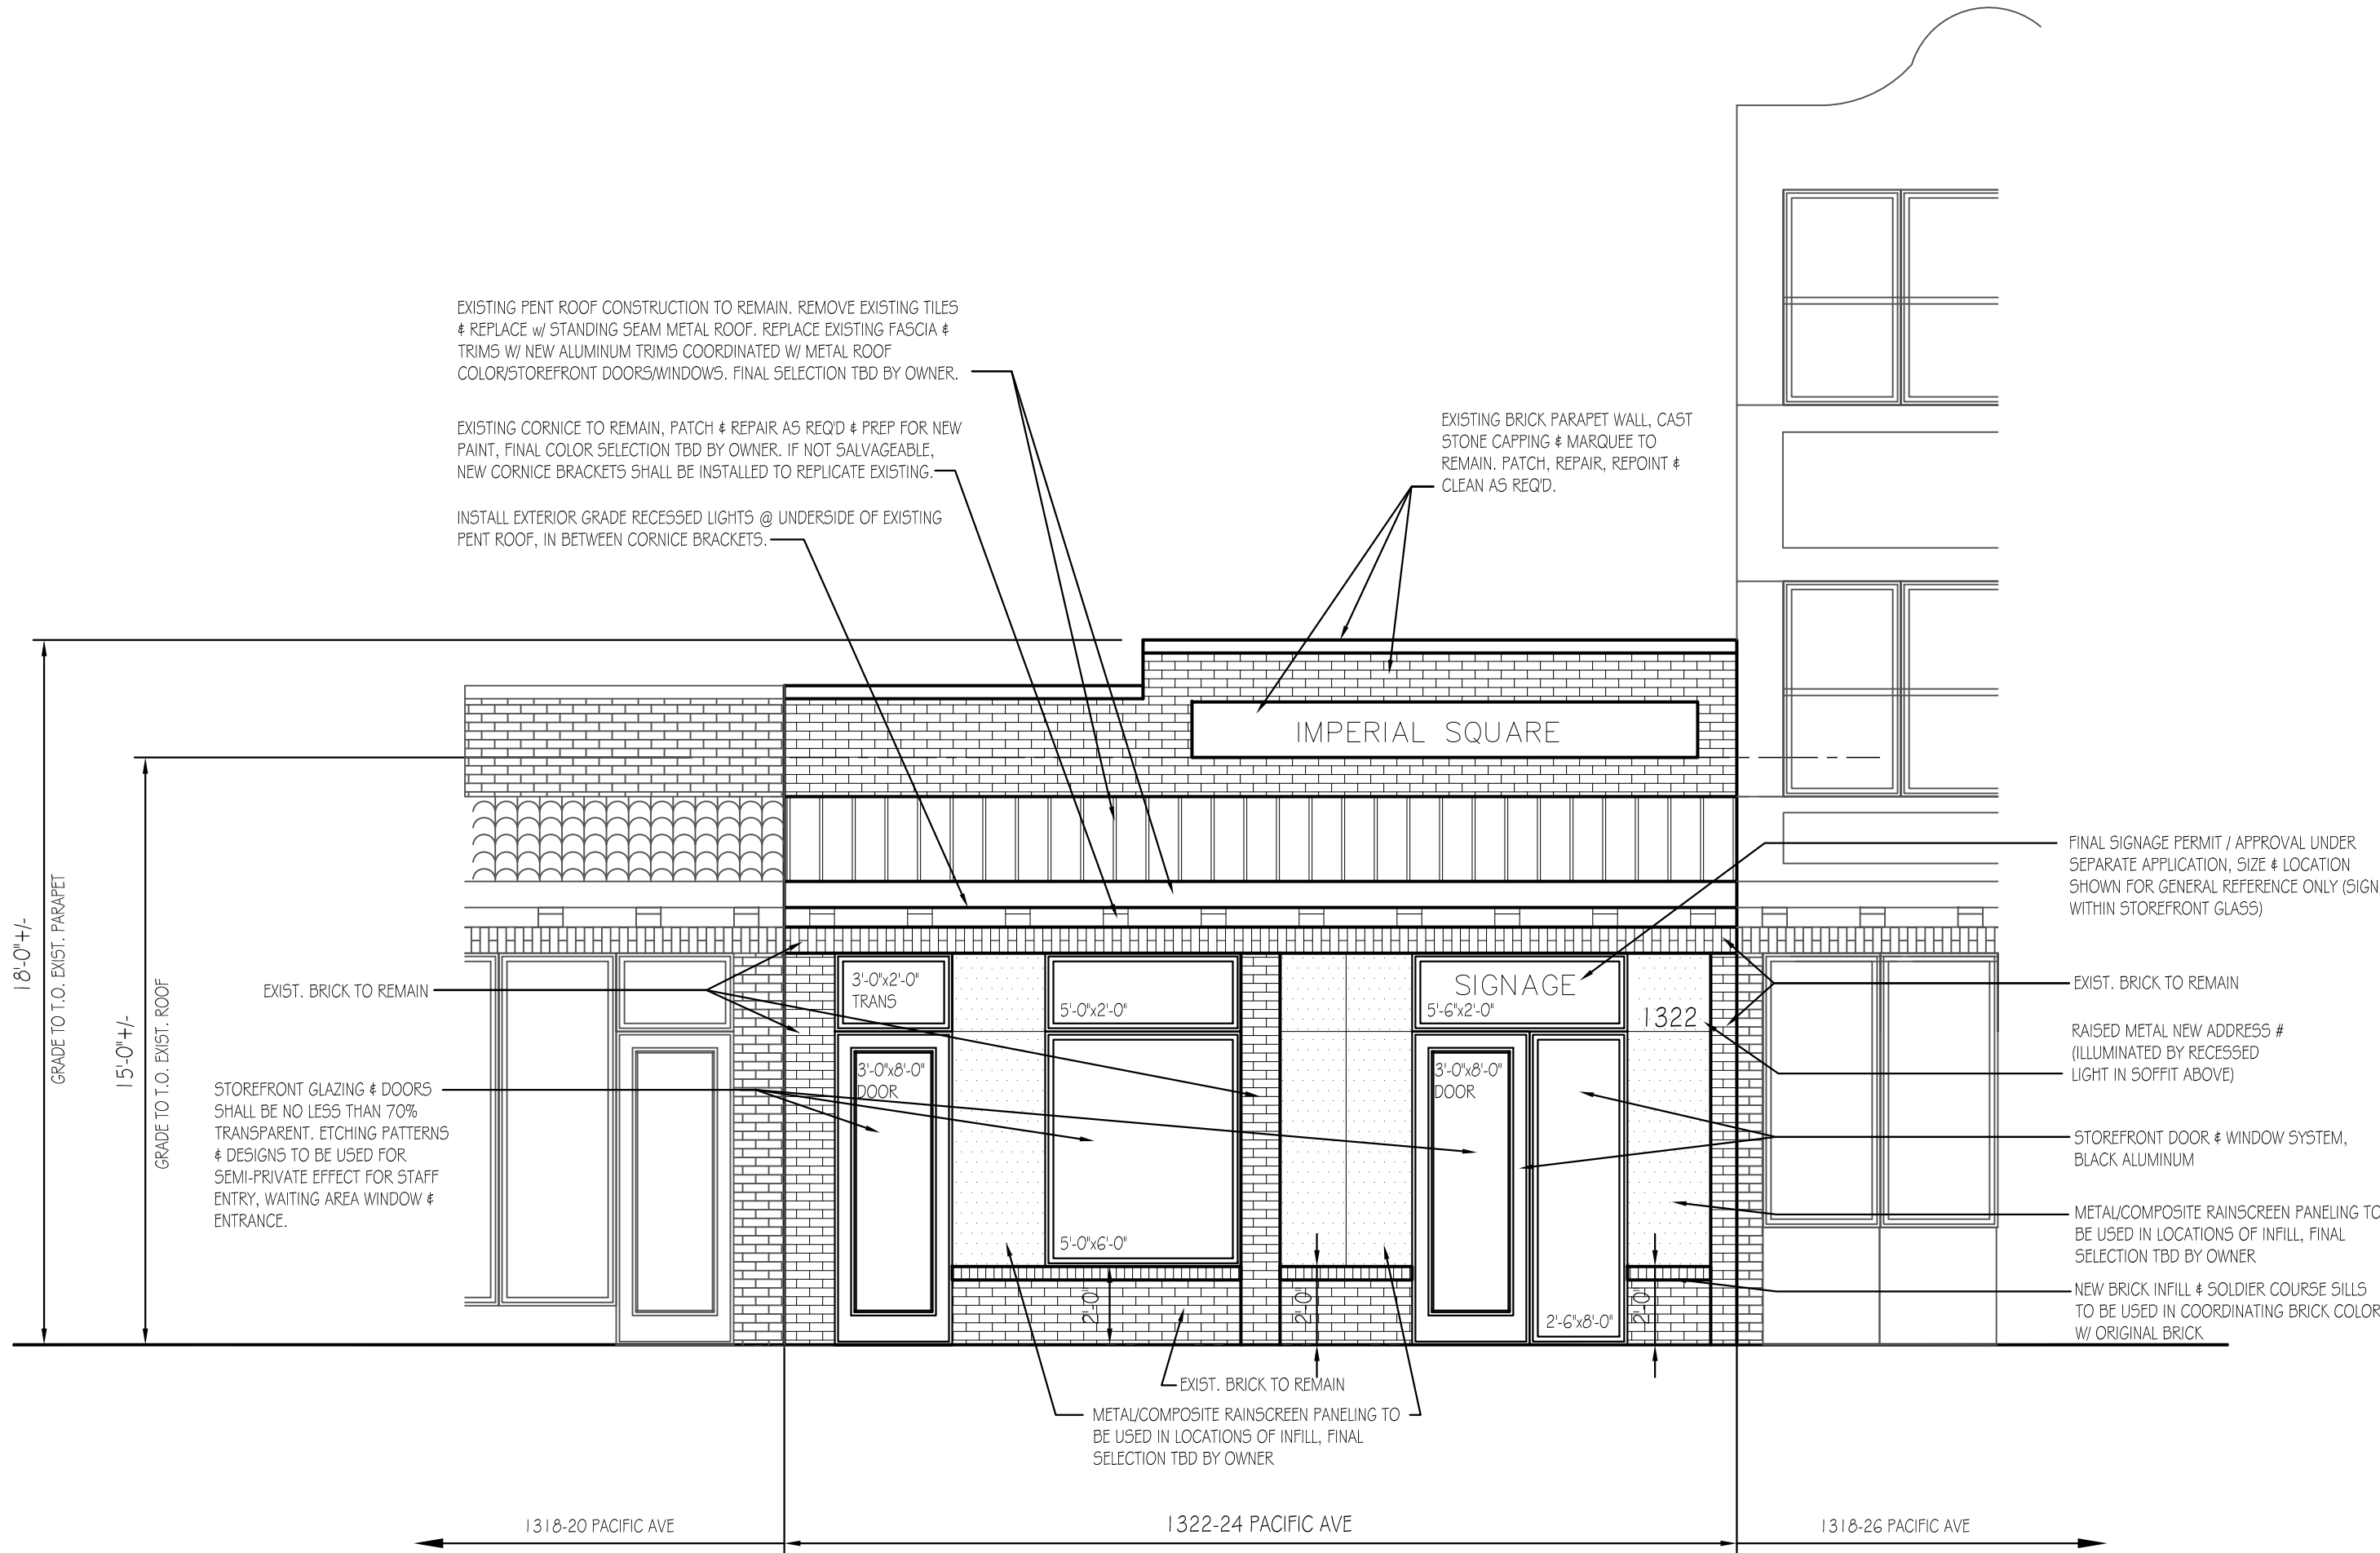 EXISTING PENT ROOF CONSTRUCTION TO REMAIN. REMOVE EXISTING TILES
& REPLACE w/ STANDING SEAM METAL ROOF. REPLACE EXISTING FASCIA &
TRIMS W/ NEW ALUMINUM TRIMS COORDINATED W/ METAL ROOF
COLOR/STOREFRONT DOORS/WINDOWS. FINAL SELECTION TBD BY OWNER.
EXISTING CORNICE TO REMAIN, PATCH & REPAIR AS REQ'D & PREP FOR NEW
PAINT, FINAL COLOR SELECTION TBD BY OWNER. IF NOT SALVAGEABLE,
NEW CORNICE BRACKETS SHALL BE INSTALLED TO REPLICATE EXISTING.
INSTALL EXTERIOR GRADE RECESSED LIGHTS @ UNDERSIDE OF EXISTING
PENT ROOF, IN BETWEEN CORNICE BRACKETS.
EXISTING BRICK PARAPET WALL, CAST
STONE CAPPING & MARQUEE TO
REMAIN. PATCH, REPAIR, REPOINT &
CLEAN AS REQ'D.
IMPERIAL SQUARE
18'-0"+/-
GRADE TO T.O. EXIST. PARAPET
15'-0"+/-
GRADE TO T.O. EXIST. ROOF
EXIST. BRICK TO REMAIN
STOREFRONT GLAZING & DOORS
SHALL BE NO LESS THAN 70%
TRANSPARENT. ETCHING PATTERNS
& DESIGNS TO BE USED FOR
SEMI-PRIVATE EFFECT FOR STAFF
ENTRY, WAITING AREA WINDOW &
ENTRANCE.
3'-0"x2'-0"
TRANS
5'-0"x2'-0"
SIGNAGE
5'-6"x2'-0"
1322
3'-0"x8'-0"
DOOR
3'-0"x8'-0"
DOOR
5'-0"x6'-0"
2'-6"x8'-0"
2'-0"
2'-0"
2'-0"
FINAL SIGNAGE PERMIT / APPROVAL UNDER
SEPARATE APPLICATION, SIZE & LOCATION
SHOWN FOR GENERAL REFERENCE ONLY (SIGN
WITHIN STOREFRONT GLASS)
EXIST. BRICK TO REMAIN
RAISED METAL NEW ADDRESS #
(ILLUMINATED BY RECESSED
LIGHT IN SOFFIT ABOVE)
STOREFRONT DOOR & WINDOW SYSTEM,
BLACK ALUMINUM
METAL/COMPOSITE RAINSCREEN PANELING TO
BE USED IN LOCATIONS OF INFILL, FINAL
SELECTION TBD BY OWNER
NEW BRICK INFILL & SOLDIER COURSE SILLS
TO BE USED IN COORDINATING BRICK COLOR
W/ ORIGINAL BRICK
EXIST. BRICK TO REMAIN
METAL/COMPOSITE RAINSCREEN PANELING TO
BE USED IN LOCATIONS OF INFILL, FINAL
SELECTION TBD BY OWNER
1318-20 PACIFIC AVE
1322-24 PACIFIC AVE
1318-26 PACIFIC AVE